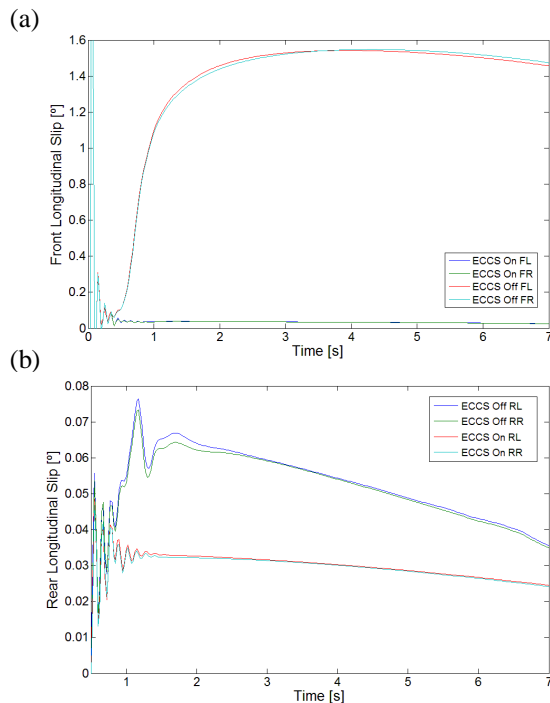 (a)
1.6
1.4
1.2
1
0.8
0.6
0.4
0.2
0
Front Longitudinal Slip [º]
ECCS On FL
ECCS On FR
ECCS Off FL
ECCS Off FR
0 1 2 3 4 5 6 7
Time [s]
(b)
0.08
0.07
0.06
0.05
0.04
0.03
0.02
0.01
0
Rear Longitudinal Slip [º]
ECCS Off RL
ECCS Off RR
ECCS On RL
ECCS On RR
1 2 3 4 5 6 7
Time [s]